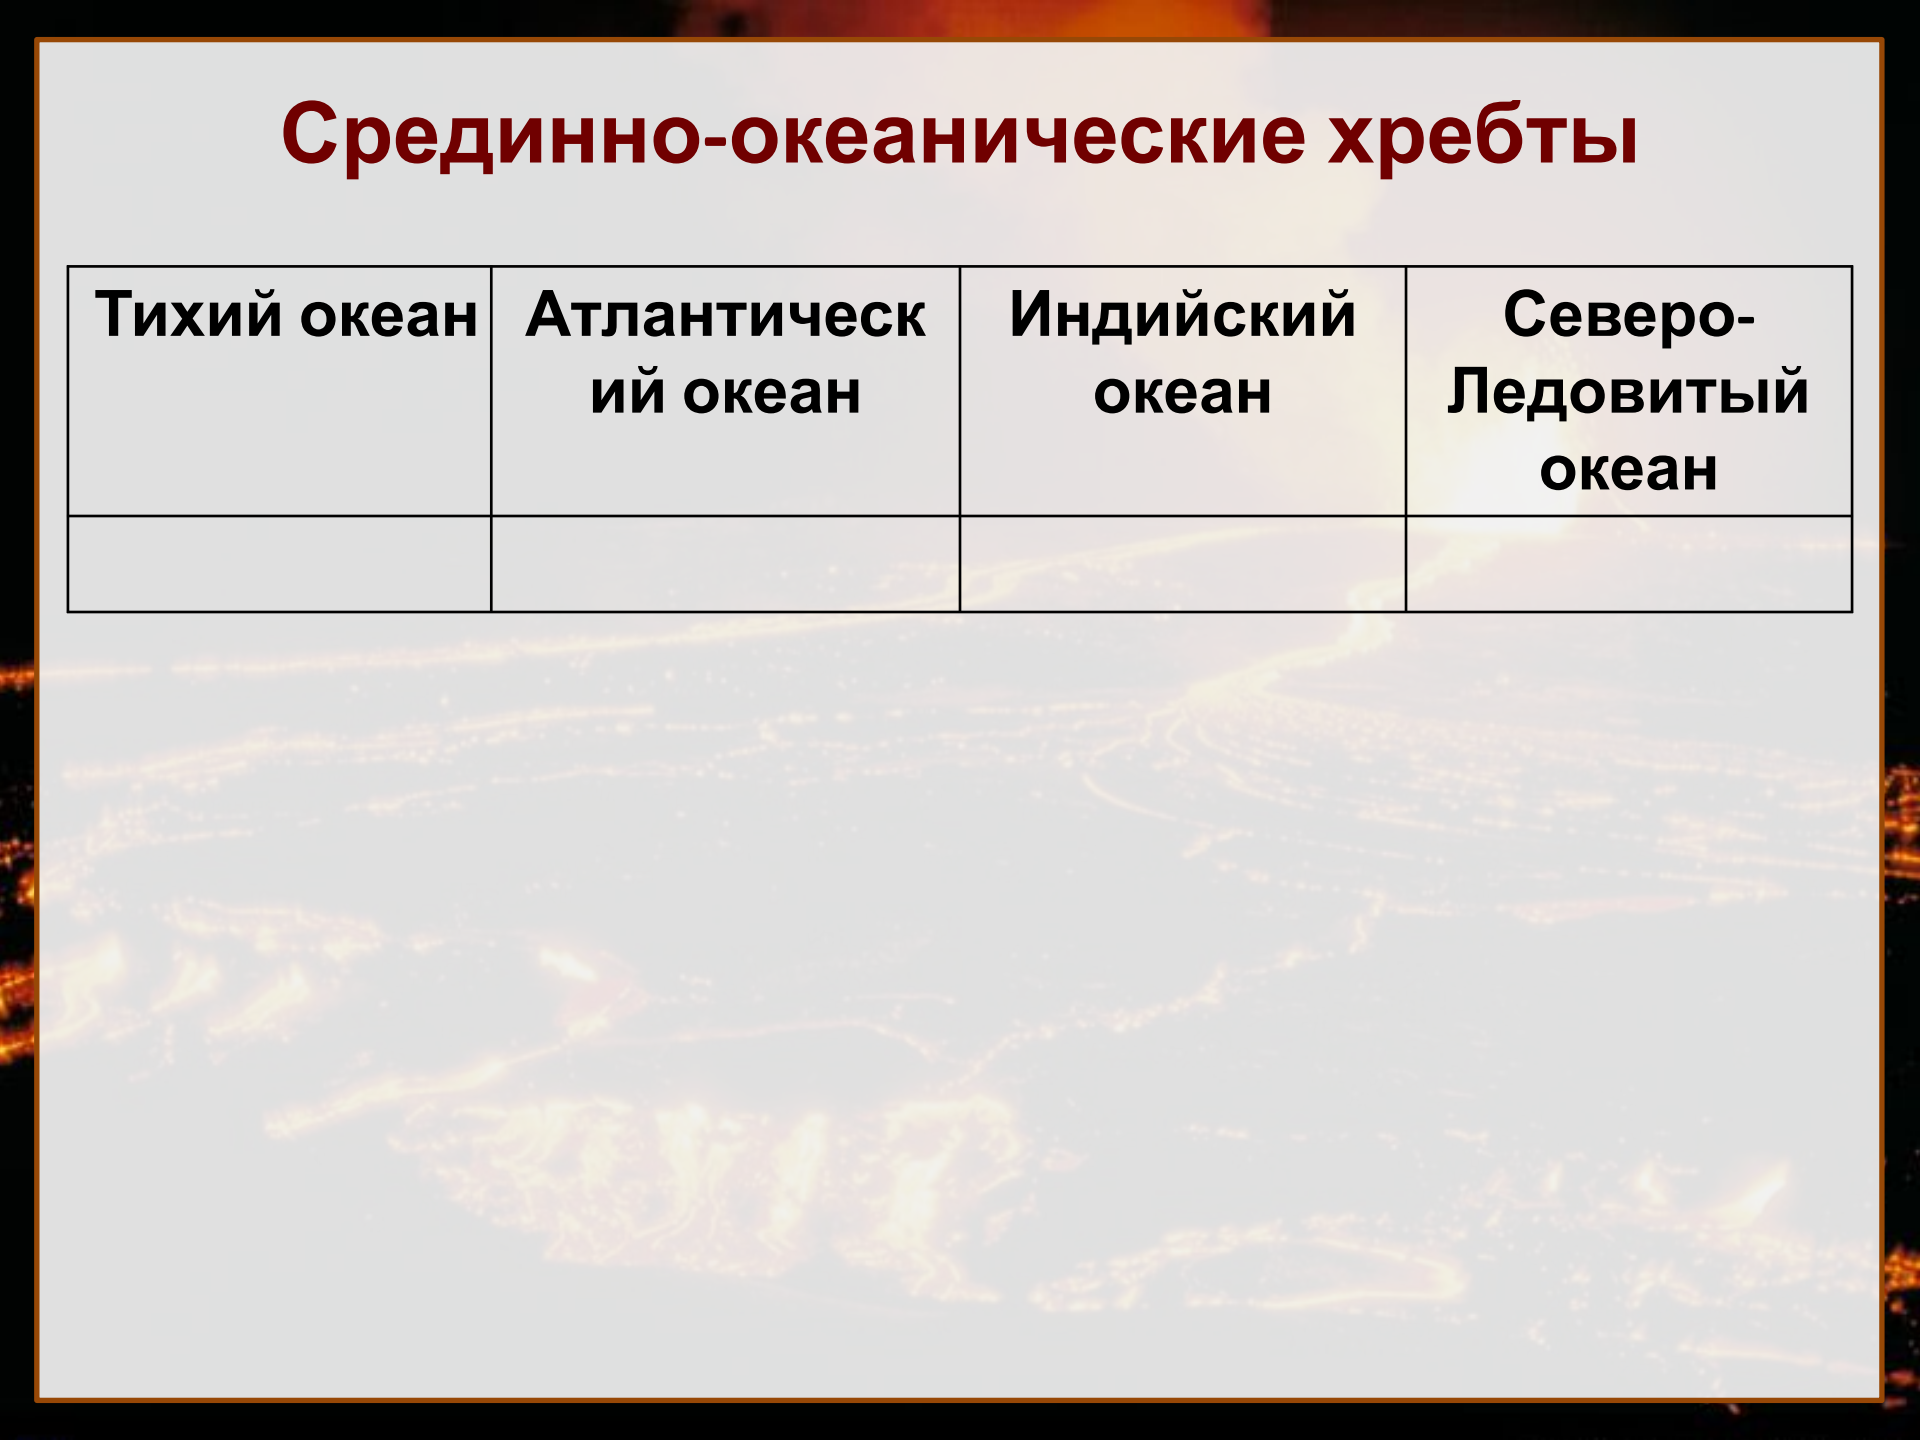 Срединно-океанические хребты
Тихий океан
Атлантическ
ий океан
Индийский
океан
Северо-
Ледовитый
океан